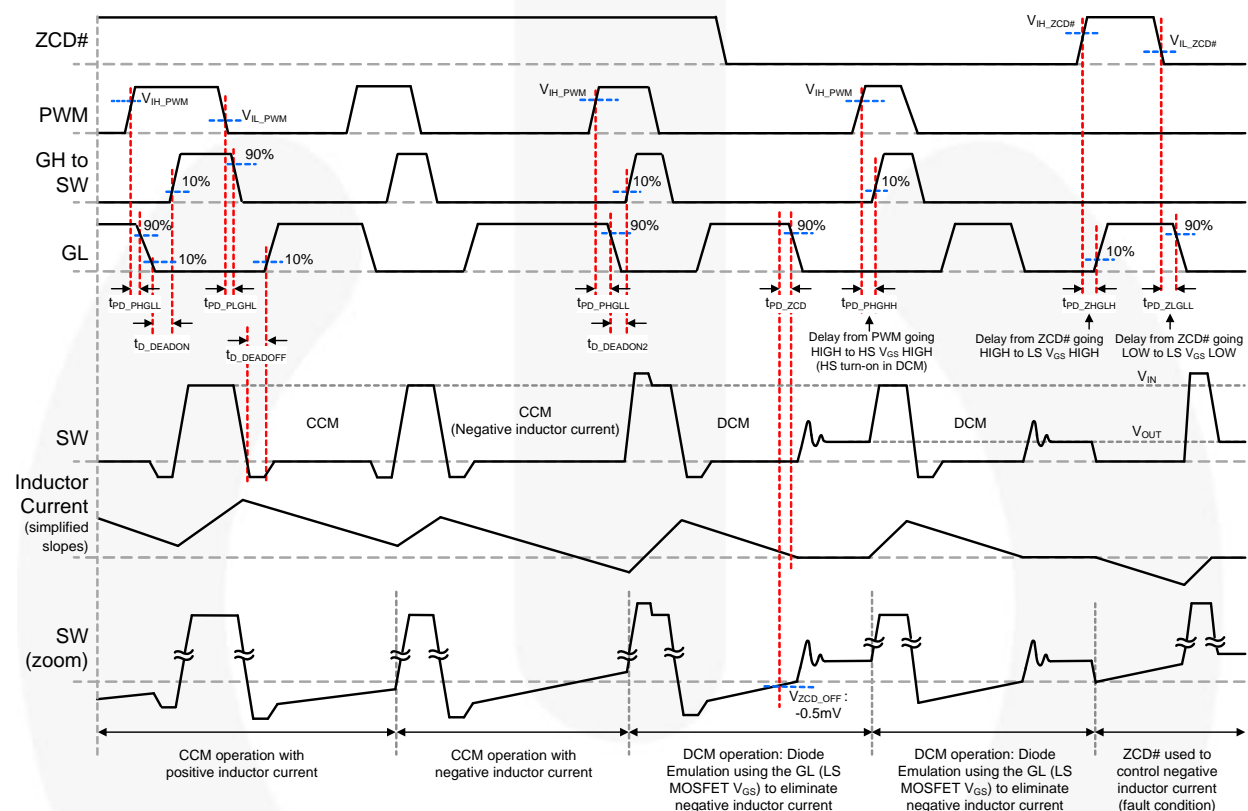 ZCD#
V_IH_ZCD#
V_IL_ZCD#
PWM
V_IH_PWM
V_IL_PWM
V_IH_PWM
V_IH_PWM
GH to
SW
90%
10%
10%
10%
GL
90%
10%
10%
90%
90%
10%
90%
t_PD_PHGLL
t_PD_PLGHL
t_PD_PHGLL
t_PD_ZCD
t_PD_PHGHH
t_PD_ZHGLH
t_PD_ZLGLL
t_D_DEADON
t_D_DEADOFF
t_D_DEADON2
Delay from PWM going
HIGH to HS V_GS HIGH
(HS turn-on in DCM)
Delay from ZCD# going
HIGH to LS V_GS HIGH
Delay from ZCD# going
LOW to LS V_GS LOW
SW
CCM
CCM
(Negative inductor current)
DCM
DCM
V_IN
V_OUT
Inductor
Current
(simplified
slopes)
SW
(zoom)
V_ZCD_OFF :
-0.5mV
CCM operation with
positive inductor current
CCM operation with
negative inductor current
DCM operation: Diode
Emulation using the GL (LS
MOSFET V_GS) to eliminate
negative inductor current
DCM operation: Diode
Emulation using the GL (LS
MOSFET V_GS) to eliminate
negative inductor current
ZCD# used to
control negative
inductor current
(fault condition)